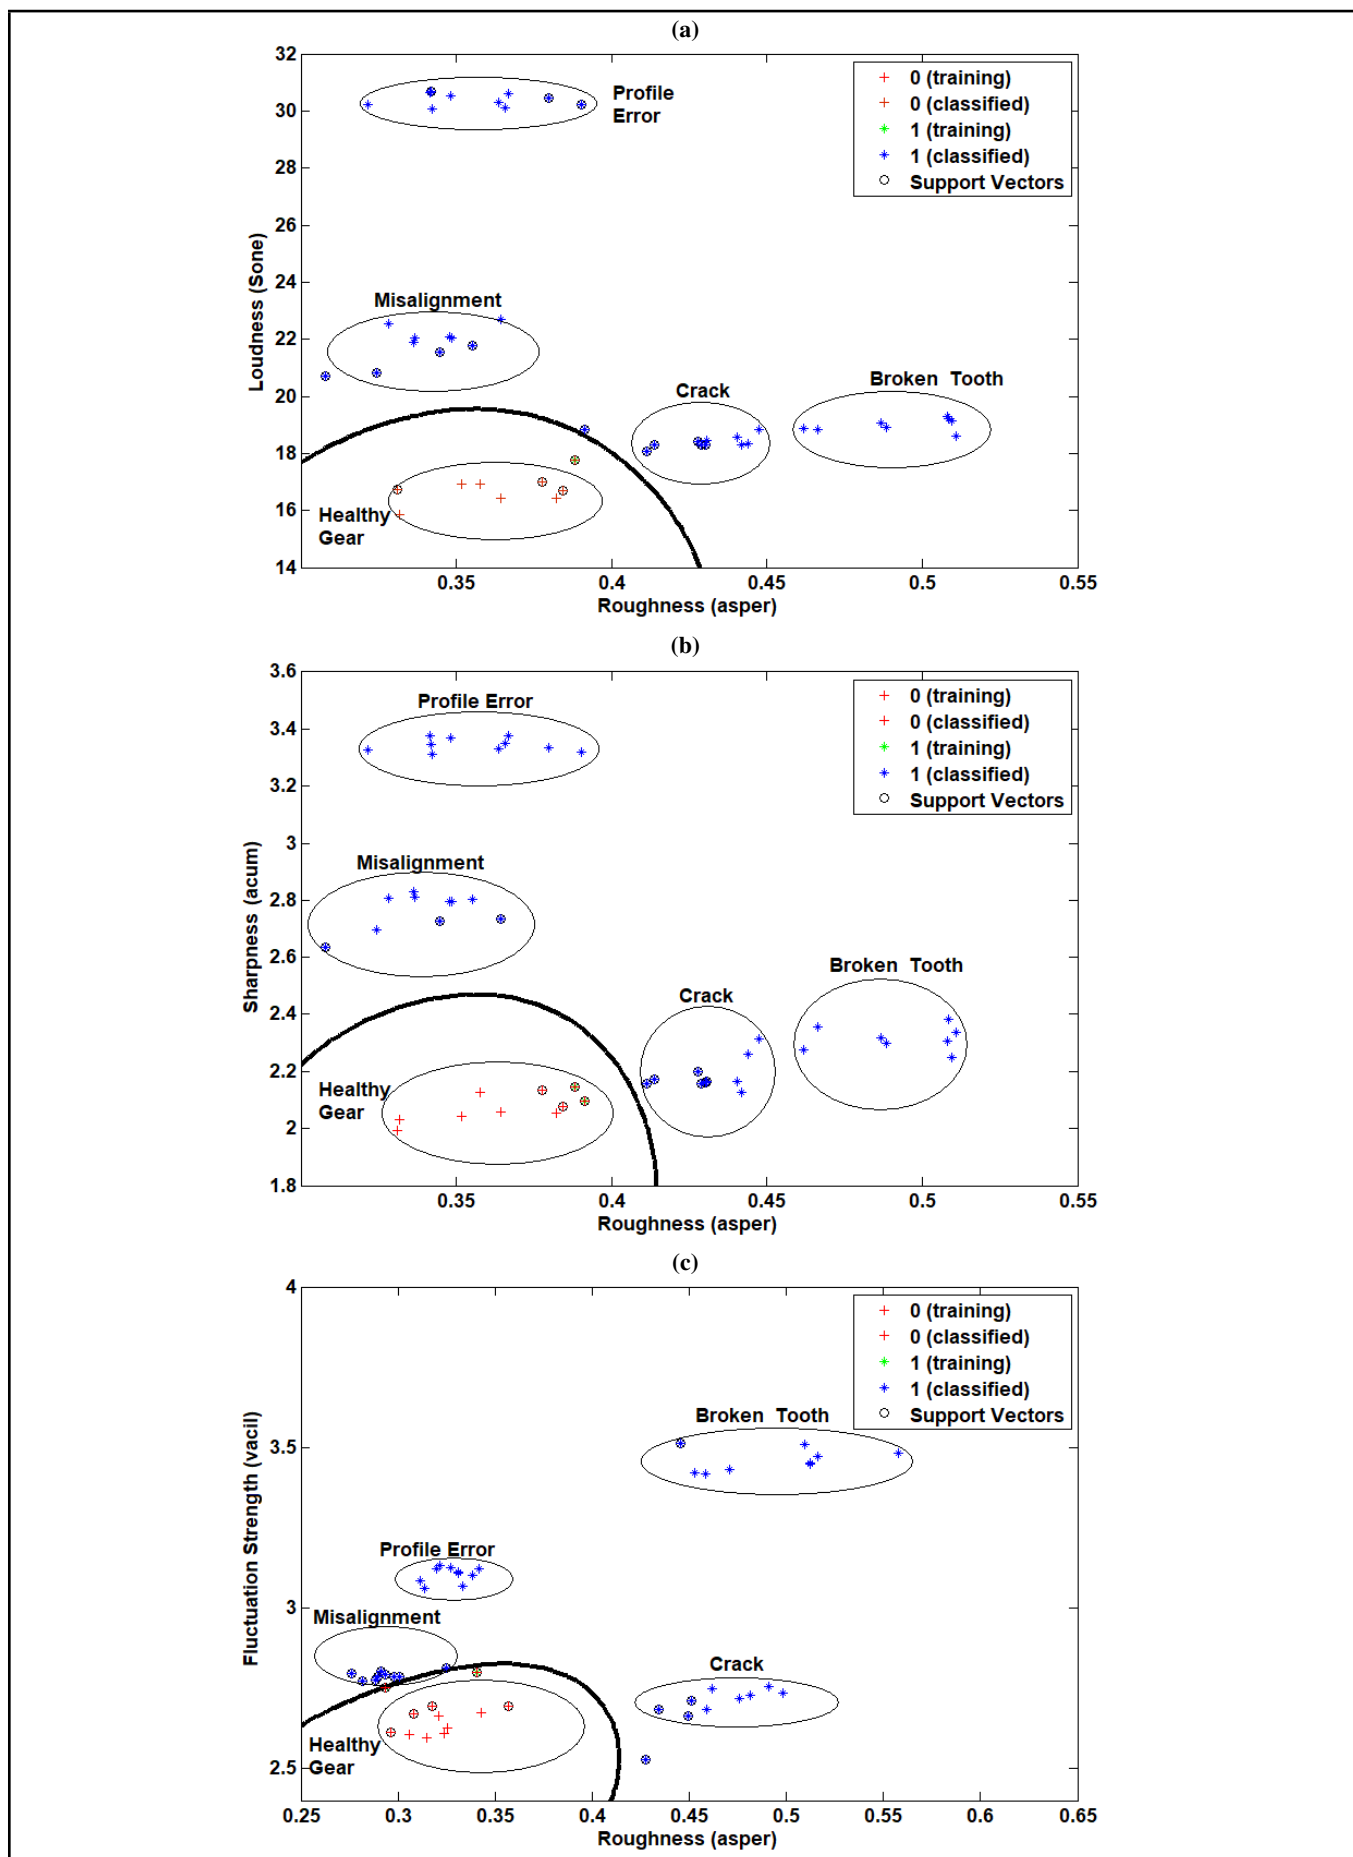 (a)
32
30
28
26
24
22
20
18
16
14
Loudness (Sone)
0 (training)
0 (classified)
1 (training)
1 (classified)
Support Vectors
Profile
Error
Misalignment
Crack
Broken Tooth
Healthy
Gear
0.35
0.4
0.45
0.5
0.55
Roughness (asper)
(b)
3.6
3.4
3.2
3
2.8
2.6
2.4
2.2
2
1.8
Sharpness (acum)
0 (training)
0 (classified)
1 (training)
1 (classified)
Support Vectors
Profile Error
Misalignment
Broken Tooth
Crack
Healthy
Gear
0.35
0.4
0.45
0.5
0.55
Roughness (asper)
(c)
4
3.5
3
2.5
Fluctuation Strength (vacil)
0 (training)
0 (classified)
1 (training)
1 (classified)
Support Vectors
Broken Tooth
Profile Error
Misalignment
Crack
Healthy
Gear
0.25
0.3
0.35
0.4
0.45
0.5
0.55
0.6
0.65
Roughness (asper)